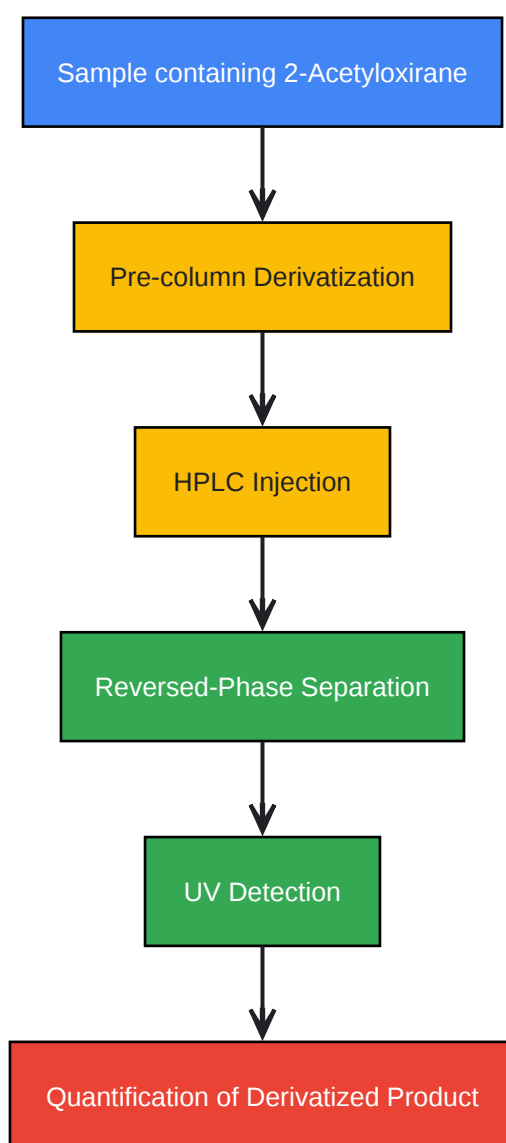 Sample containing 2-Acetyloxirane
Pre-column Derivatization
HPLC Injection
Reversed-Phase Separation
UV Detection
Quantification of Derivatized Product